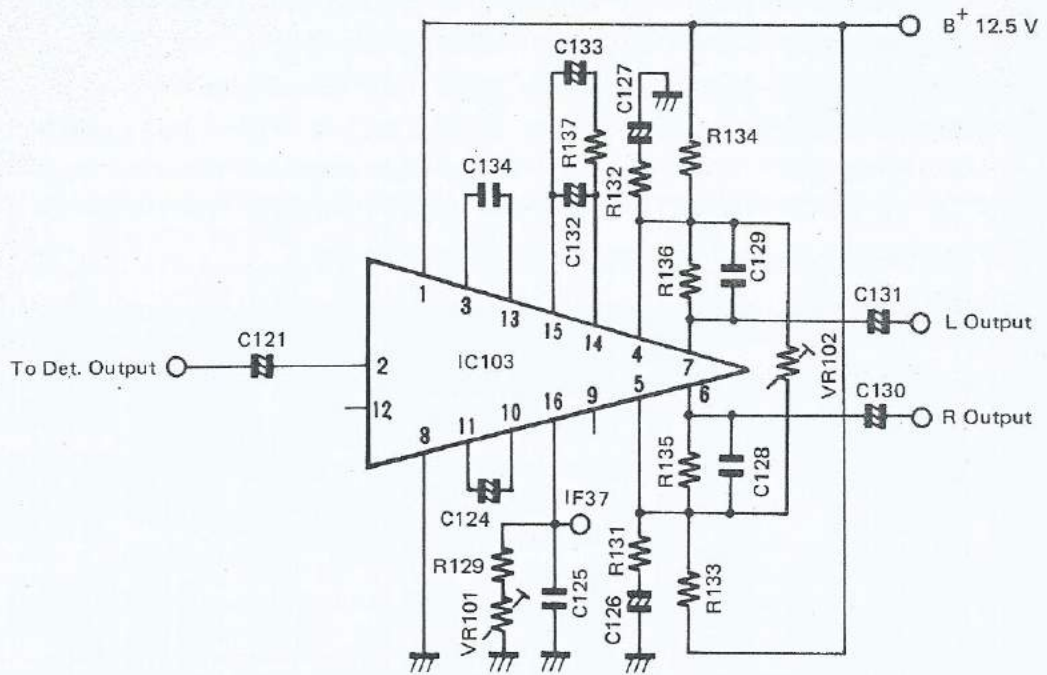 B+ 12.5 V
C133
C127
R137
R134
C134
R132
C132
R136
C129
C131
1
3
13
15
14
4
7
L Output
C121
VR102
To Det. Output
2
IC103
6
C130
12
11
10
16
9
5
R Output
8
R135
C128
C124
IF37
R131
R129
C125
C126
R133
VR101